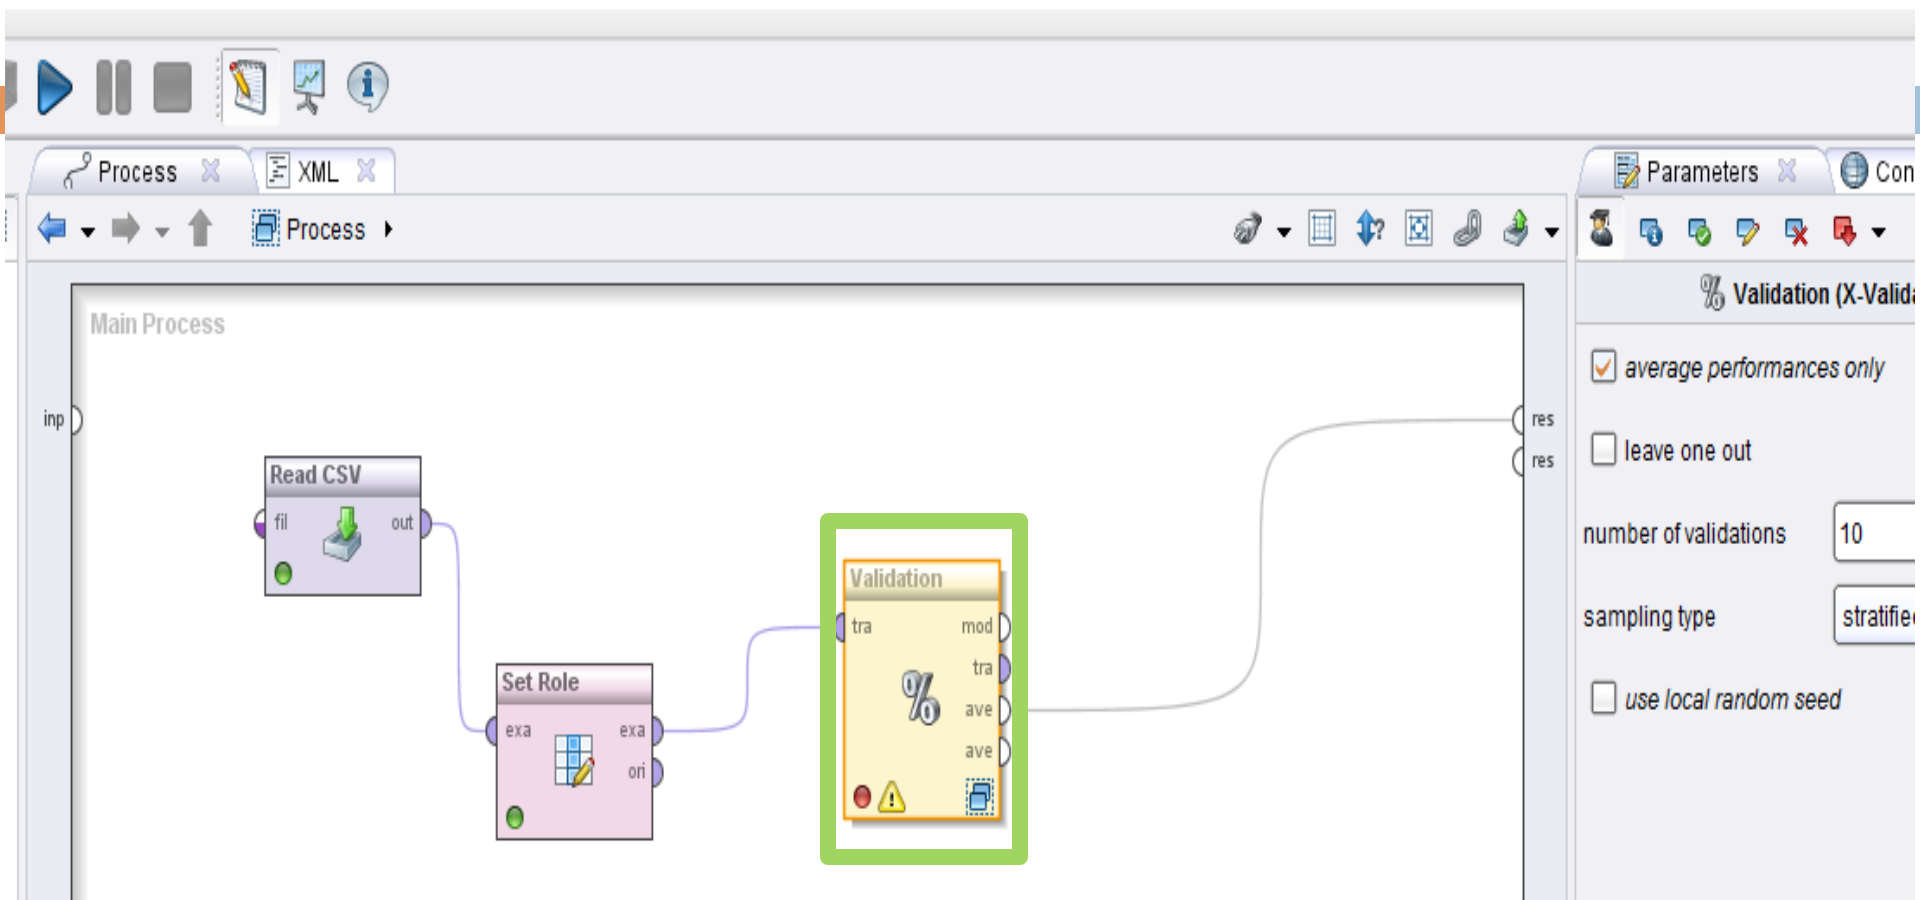 Process
XML
Parameters
Con
Process
Validation (X-Valida
Main Process
average performances only
inp
res
leave one out
res
Read CSV
fil
out
number of validations
10
Validation
sampling type
stratifie
tra
mod
tra
Set Role
ave
use local random seed
exa
exa
ave
ori